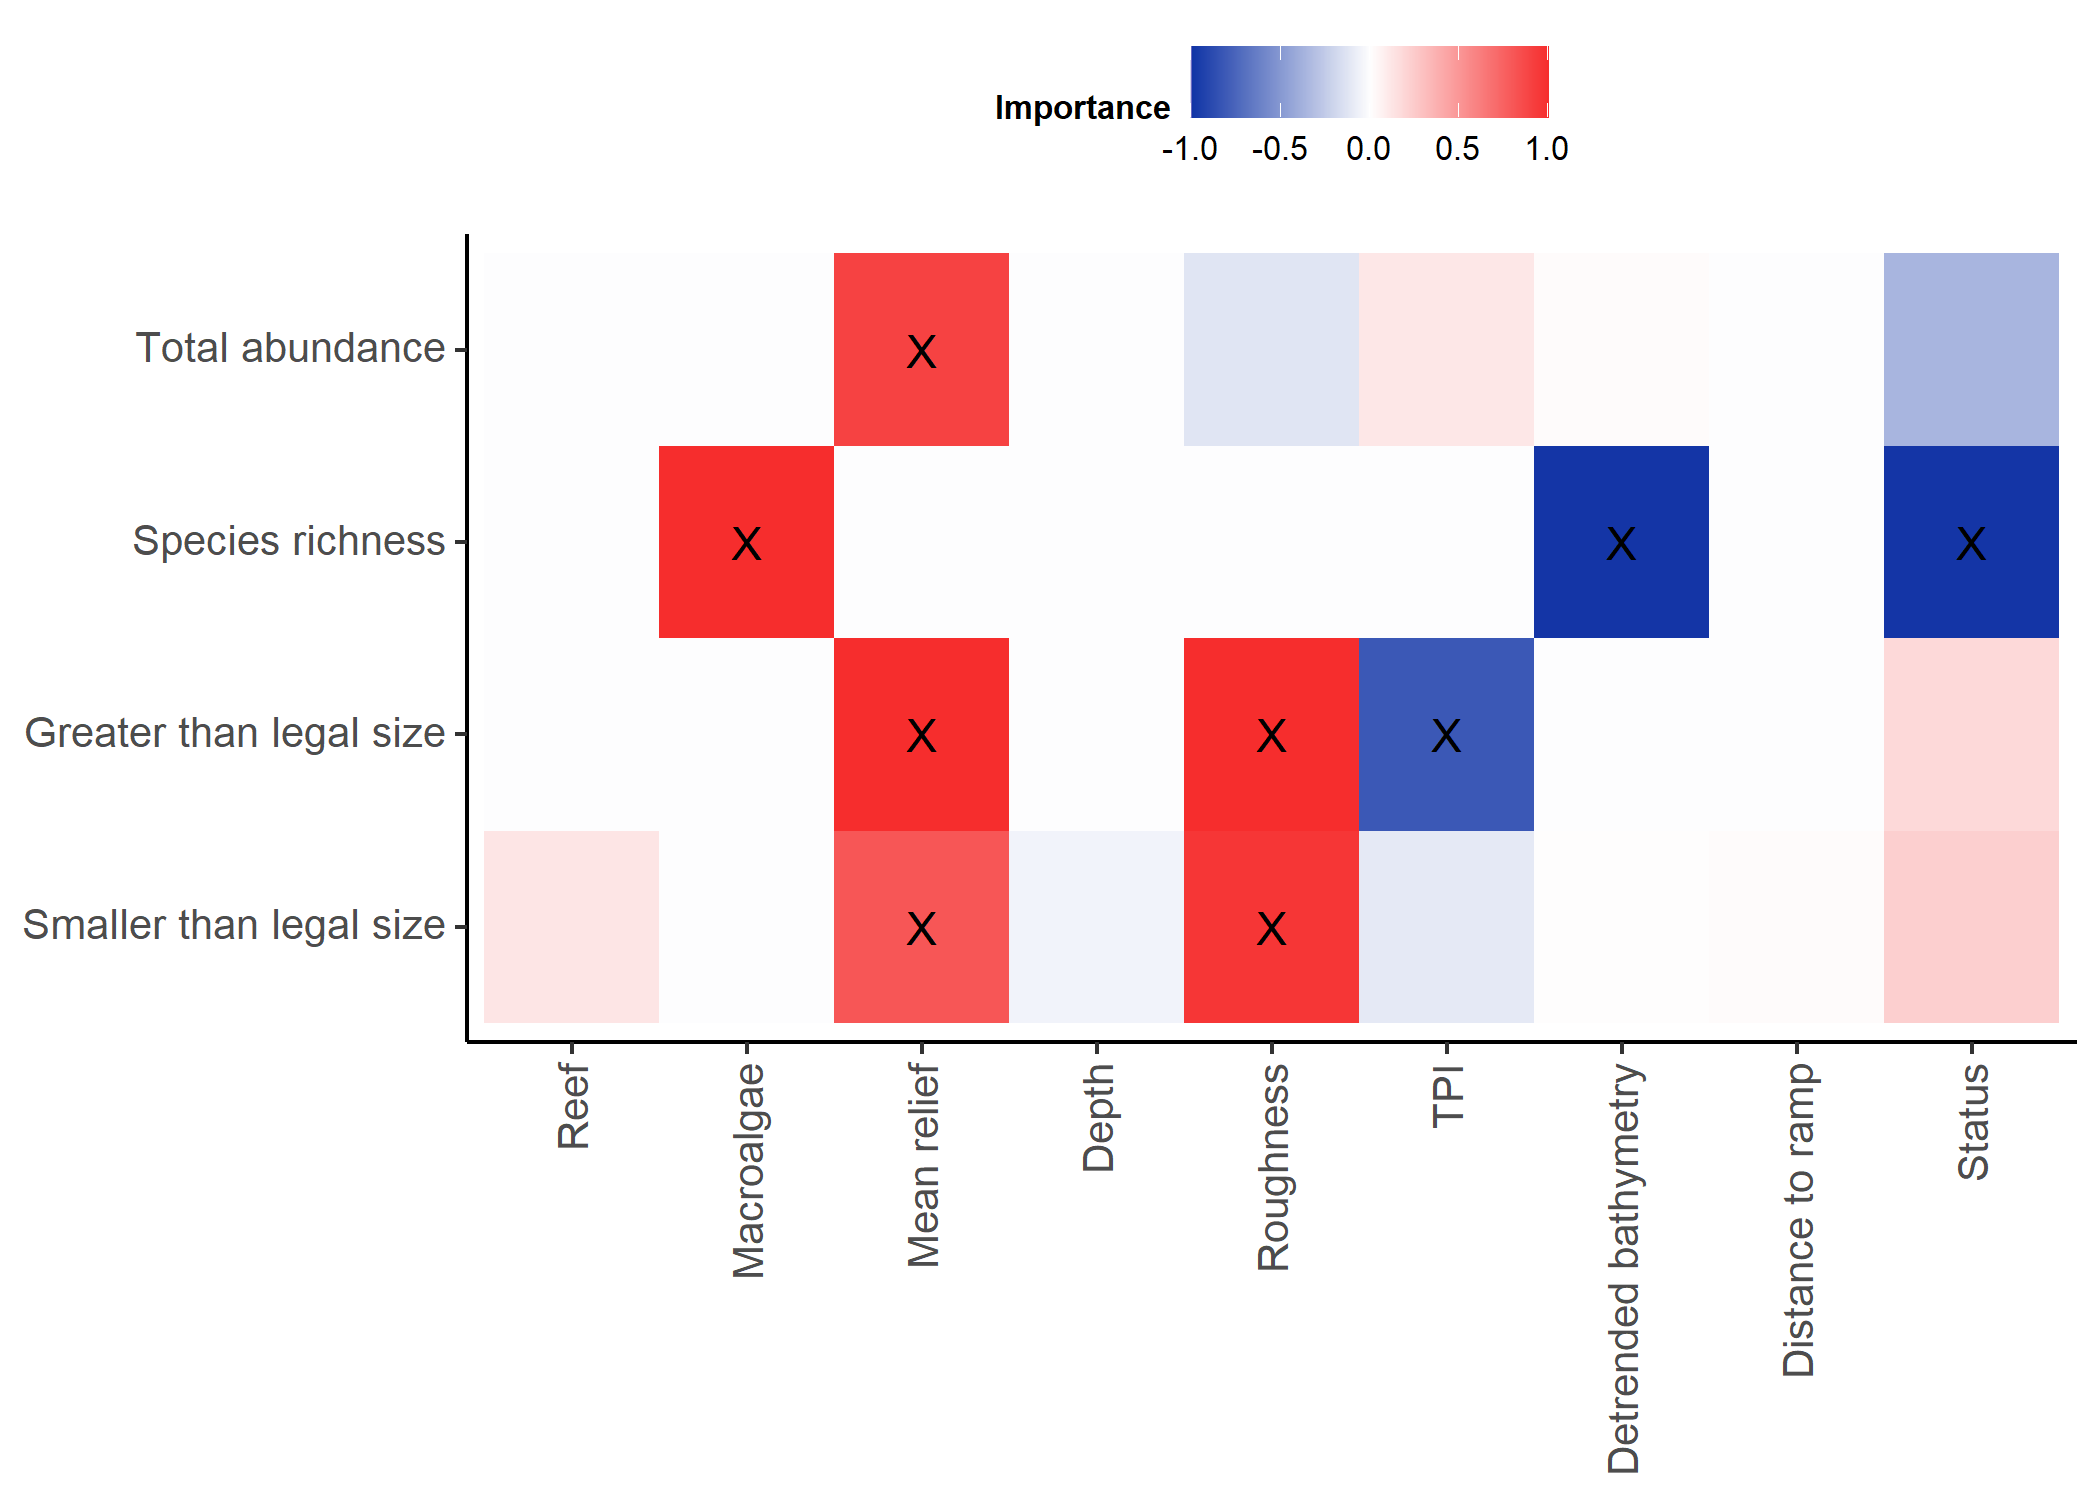 Importance
-1.0 -0.5 0.0 0.5 1.0
Total abundance
X
Species richness
X X X
Greater than legal size
X X X
Smaller than legal size
X X
Reef
Macroalgae
Mean relief
Depth
Roughness
TPI
Detrended bathymetry
Distance to ramp
Status